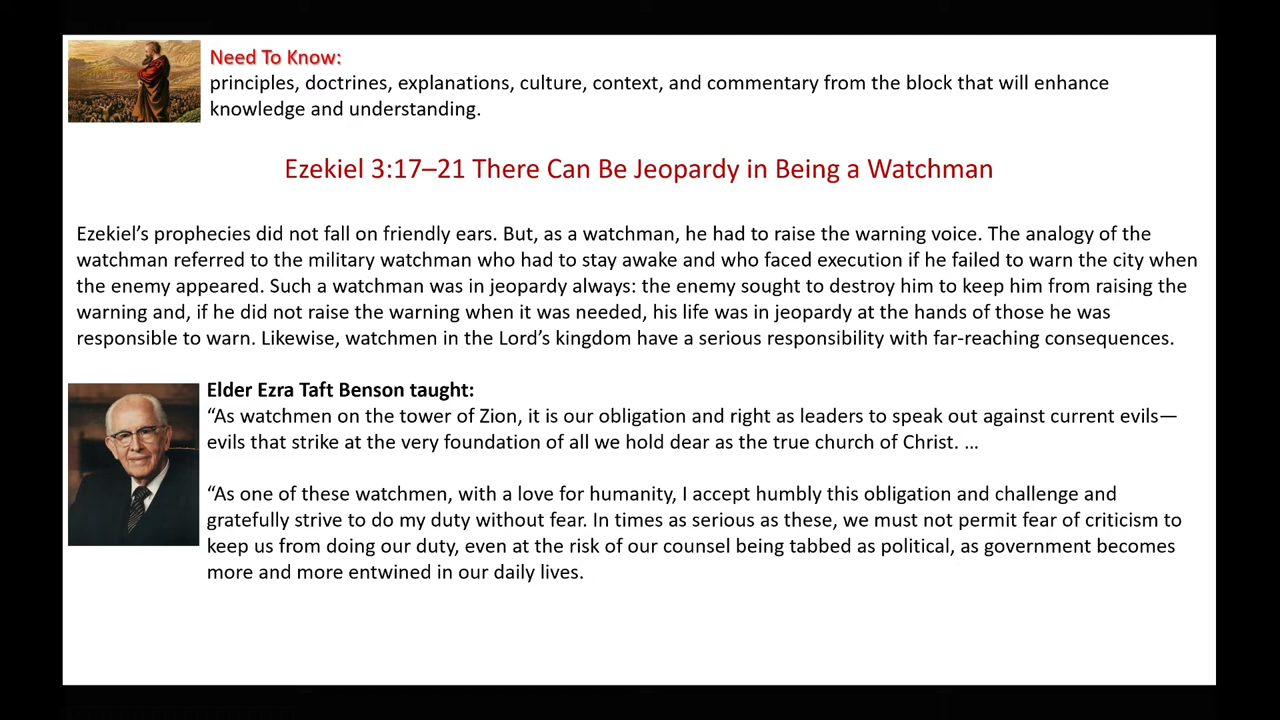 Need To Know:
principles, doctrines, explanations, culture, context, and commentary from the block that will enhance
knowledge and understanding.
Ezekiel 3:17–21 There Can Be Jeopardy in Being a Watchman
Ezekiel’s prophecies did not fall on friendly ears. But, as a watchman, he had to raise the warning voice. The analogy of the
watchman referred to the military watchman who had to stay awake and who faced execution if he failed to warn the city when
the enemy appeared. Such a watchman was in jeopardy always: the enemy sought to destroy him to keep him from raising the
warning and, if he did not raise the warning when it was needed, his life was in jeopardy at the hands of those he was
responsible to warn. Likewise, watchmen in the Lord’s kingdom have a serious responsibility with far-reaching consequences.
Elder Ezra Taft Benson taught:
“As watchmen on the tower of Zion, it is our obligation and right as leaders to speak out against current evils—
evils that strike at the very foundation of all we hold dear as the true church of Christ. …
“As one of these watchmen, with a love for humanity, I accept humbly this obligation and challenge and
gratefully strive to do my duty without fear. In times as serious as these, we must not permit fear of criticism to
keep us from doing our duty, even at the risk of our counsel being tabbed as political, as government becomes
more and more entwined in our daily lives.